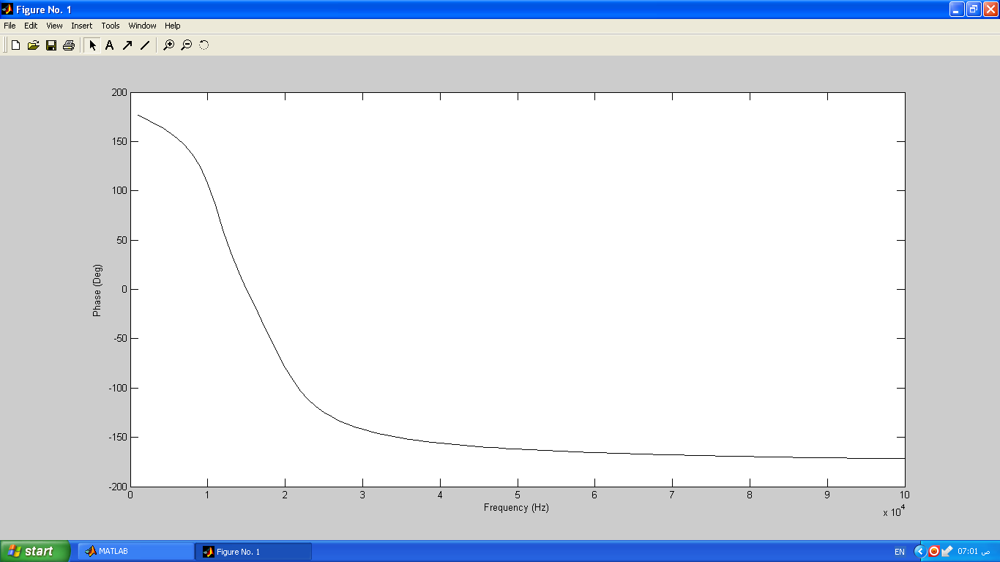 Figure No. 1
File Edit View Insert Tools Window Help
A
200
150
100
50
0
-50
-100
-150
-200
Phase (Deg)
0 1 2 3 4 5 6 7 8 9 10
x 10⁴
Frequency (Hz)
start MATLAB Figure No. 1 EN 07:01 ص